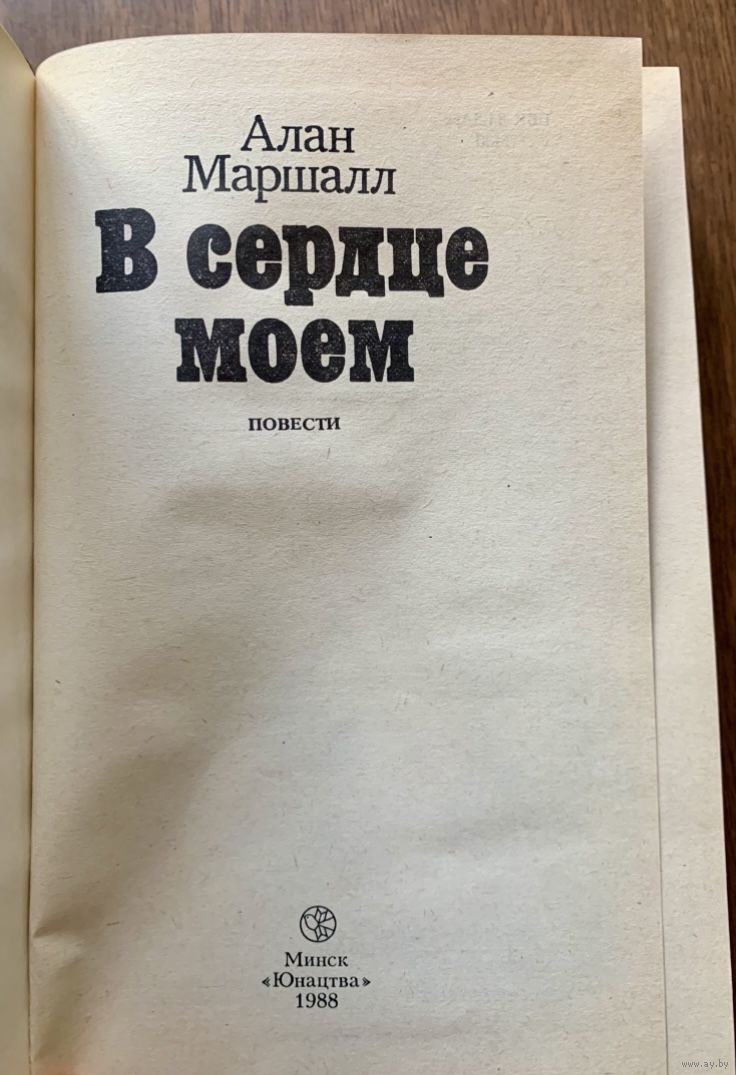 Алан
Маршалл
В сердце
моем
ПОВЕСТИ
Минск
«Юнацтва»
1988
www.ay.by